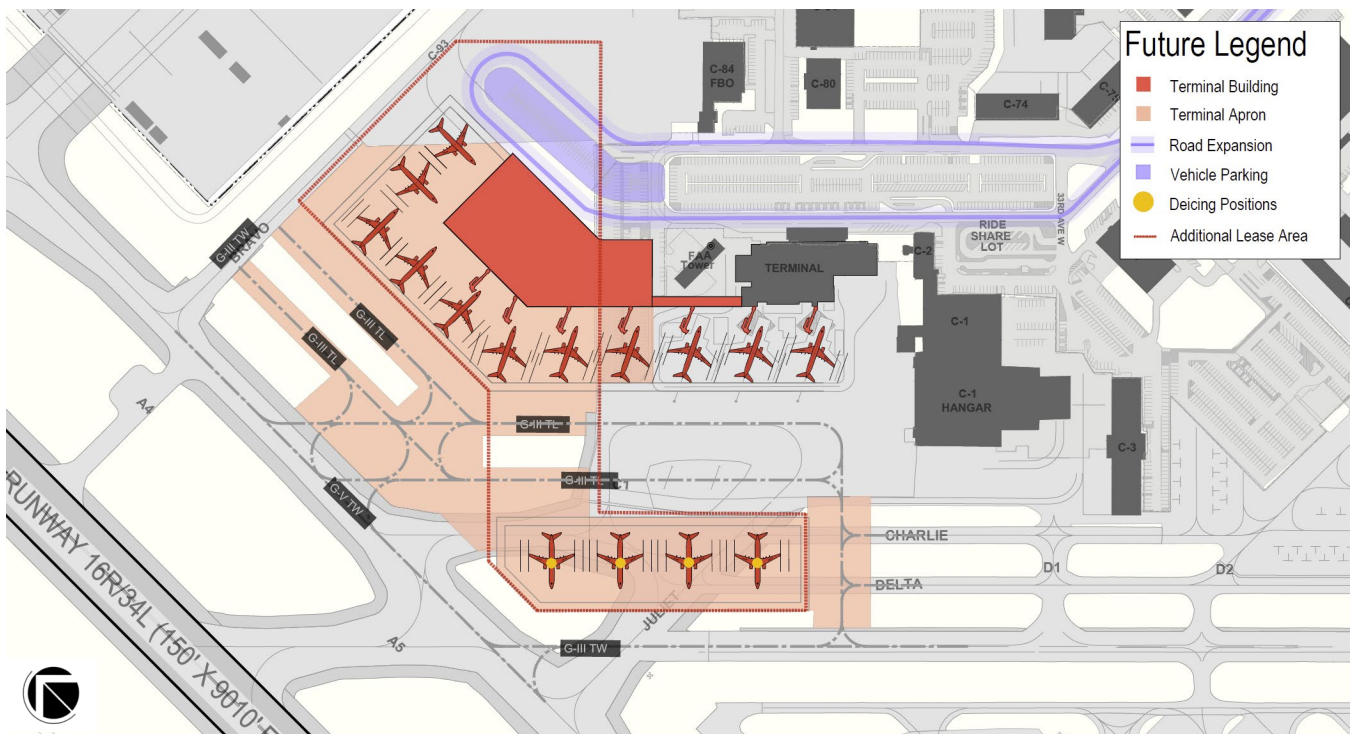 Future Legend
Terminal Building
Terminal Apron
Road Expansion
Vehicle Parking
Deicing Positions
Additional Lease Area
C-93
C-84
FBO
C-80
C-74
C-75
33RD AVE W
RIDE
SHARE
LOT
FAA
Tower
TERMINAL
C-2
C-1
C-1
HANGAR
C-3
G-III TW
BRAVO
G-III TL
G-III TL
G-III TL
G-III TL
G-V TW
A4
RUNWAY 16R/34L (150' X 9010'
CHARLIE
DELTA
D1
D2
JULIET
A5
G-III TW